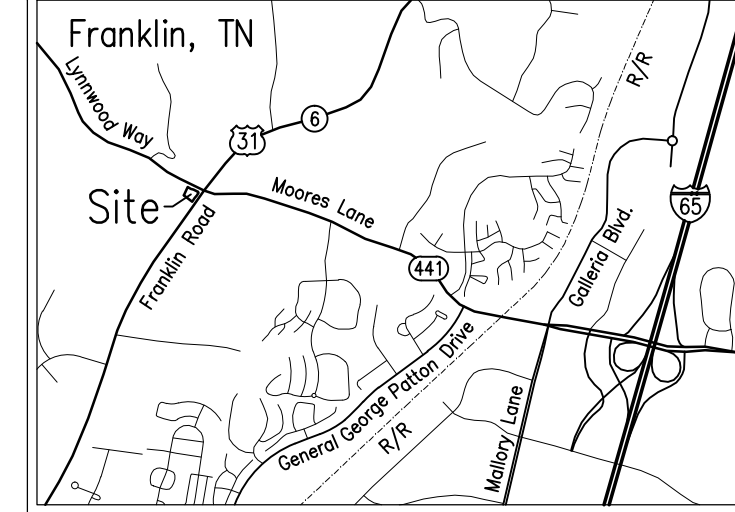 Franklin, TN
R/R
Lynnwood Way
6
31
65
Site
Moores Lane
Franklin Road
Galleria Blvd.
441
General George Patton Drive
R/R
Mallory Lane